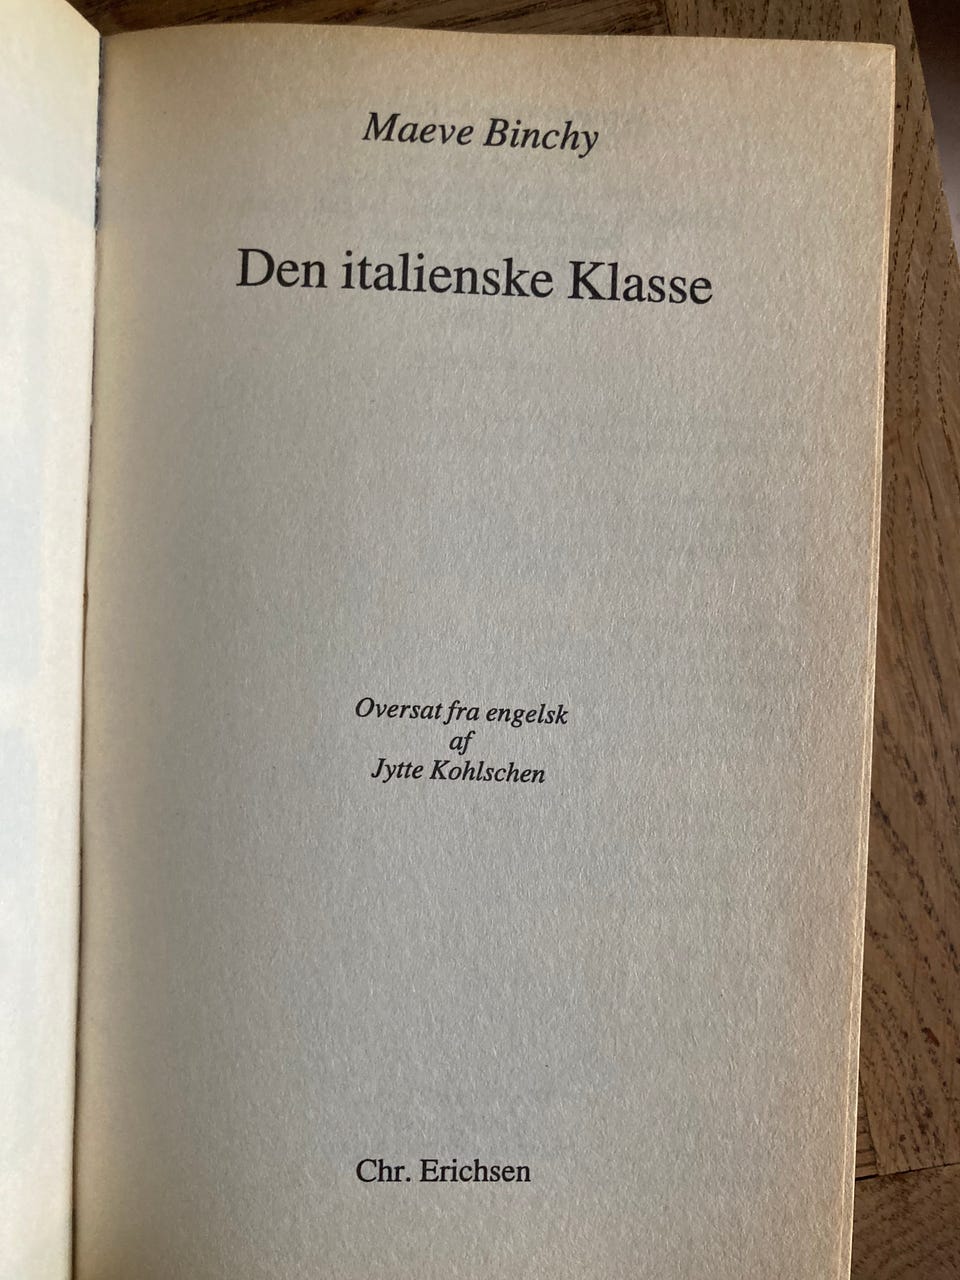 Maeve Binchy
Den italienske Klasse
Oversat fra engelsk
af
Jytte Kohlschen
Chr. Erichsen